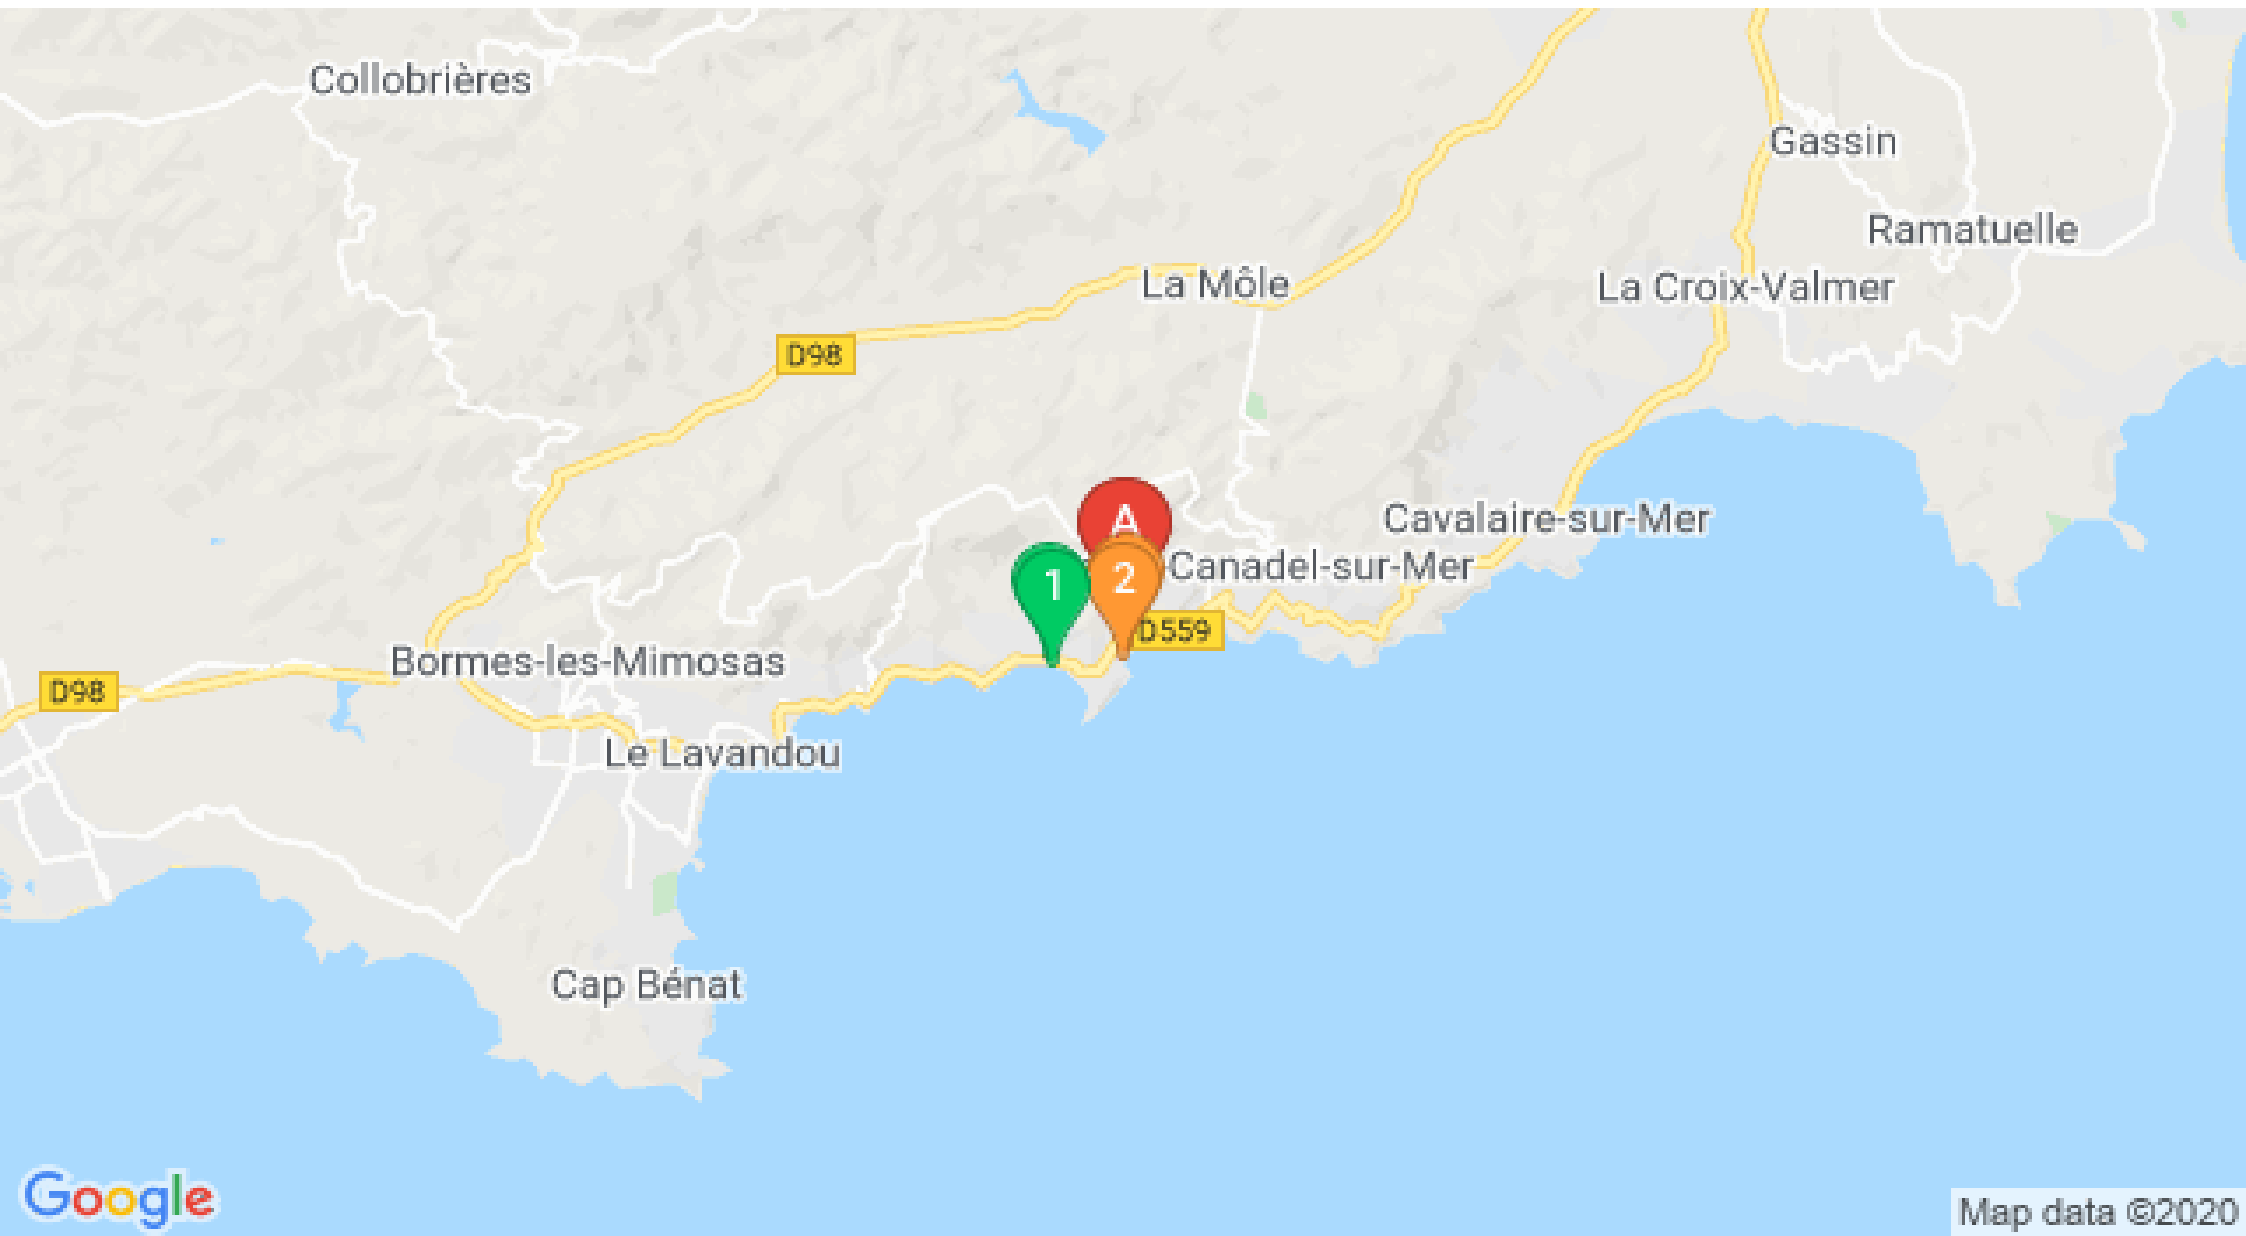 Collobrières
Gassin
Ramatuelle
La Môle
La Croix-Valmer
D98
A
Cavalaire-sur-Mer
Canadel-sur-Mer
1
2
D559
Bormes-les-Mimosas
D98
Le Lavandou
Cap Bénat
Google
Map data ©2020